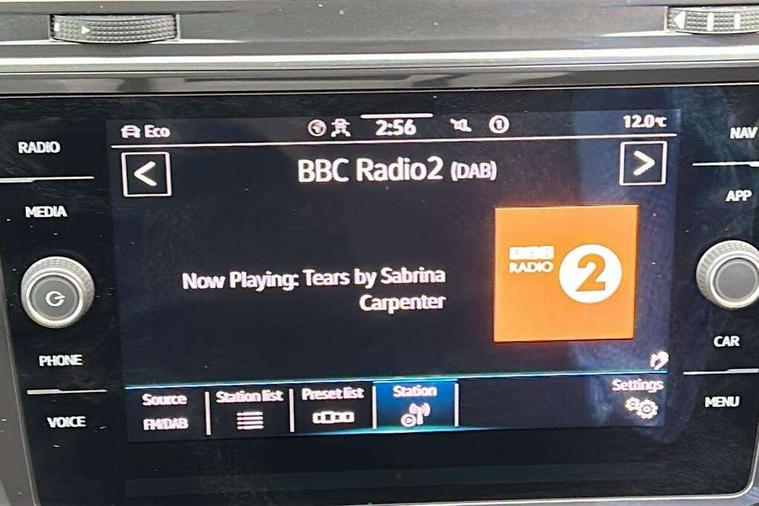 Eco
2:56
1
12.0°C
RADIO
NAV
BBC Radio2 (DAB)
MEDIA
APP
BBC
RADIO
2
Now Playing: Tears by Sabrina
Carpenter
PHONE
CAR
Source
FM/DAB
Station list
Preset list
Station
Settings
VOICE
MENU